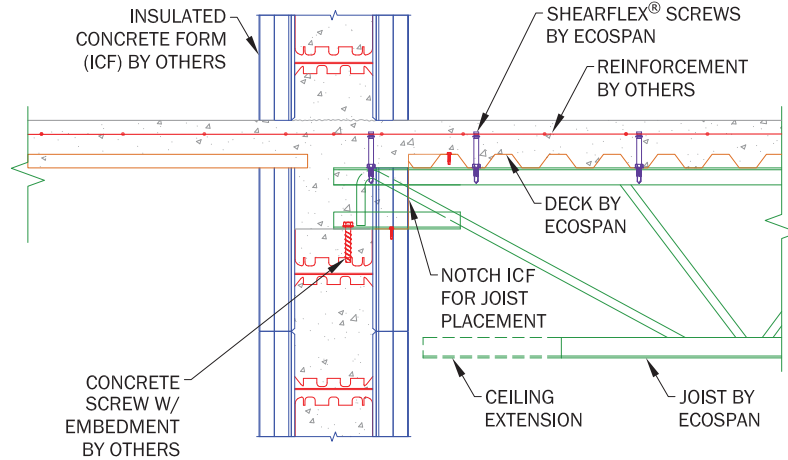 INSULATED
CONCRETE FORM
(ICF) BY OTHERS
SHEARFLEX® SCREWS
BY ECOSPAN
REINFORCEMENT
BY OTHERS
DECK BY
ECOSPAN
NOTCH ICF
FOR JOIST
PLACEMENT
CONCRETE
SCREW W/
EMBEDMENT
BY OTHERS
CEILING
EXTENSION
JOIST BY
ECOSPAN